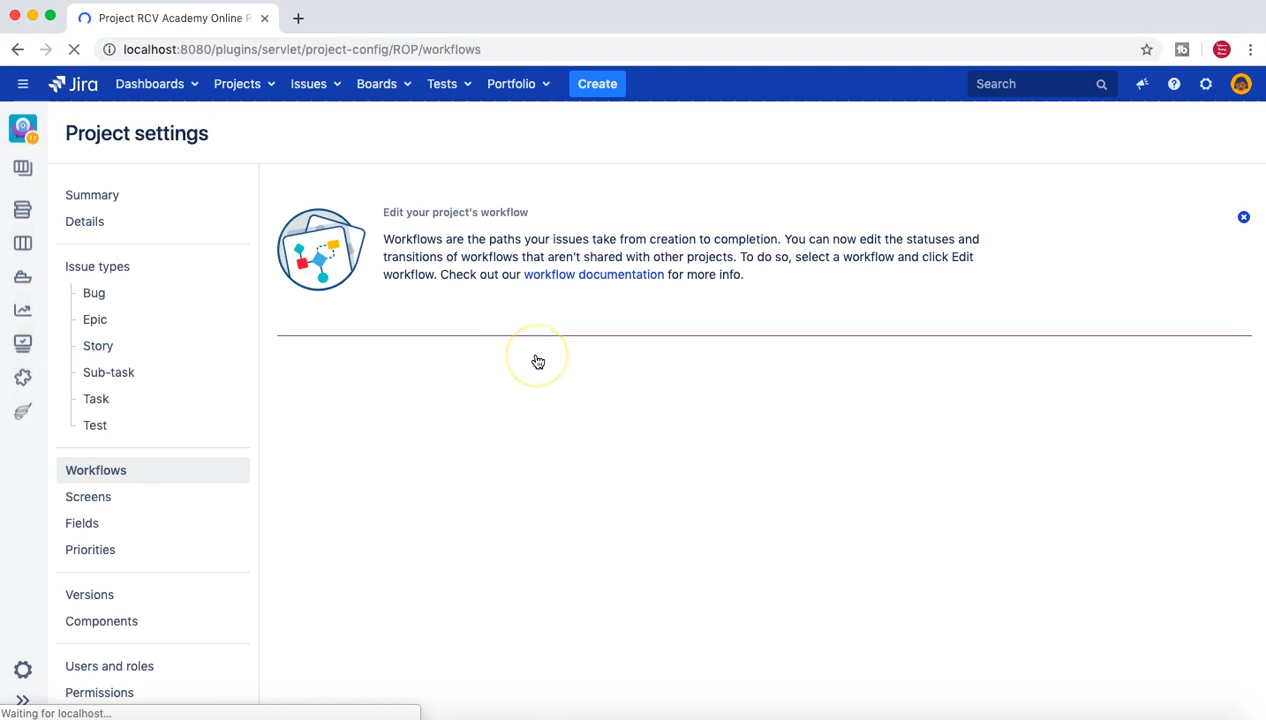 Project RCV Academy Online P
localhost:8080/plugins/servlet/project-config/ROP/workflows
Jira Dashboards Projects Issues Boards Tests Portfolio Create Search
Project settings
Summary
Details
Issue types
Bug
Epic
Story
Sub-task
Task
Test
Workflows
Screens
Fields
Priorities
Versions
Components
Users and roles
Permissions
Edit your project's workflow
Workflows are the paths your issues take from creation to completion. You can now edit the statuses and
transitions of workflows that aren't shared with other projects. To do so, select a workflow and click Edit
workflow. Check out our workflow documentation for more info.
Waiting for localhost...